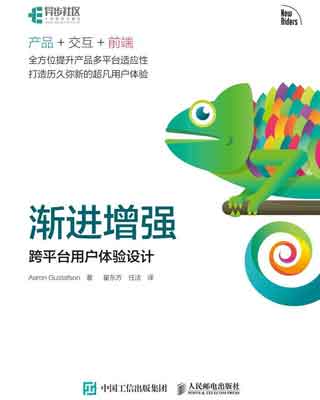 异步社区
New
Riders
产品 + 交互 + 前端
全方位提升产品多平台适应性
打造历久弥新的超凡用户体验
渐进增强
跨平台用户体验设计
Aaron Gustafson 著 翟东方 任洁 译
中国工信出版集团
人民邮电出版社
POSTS & TELECOM PRESS